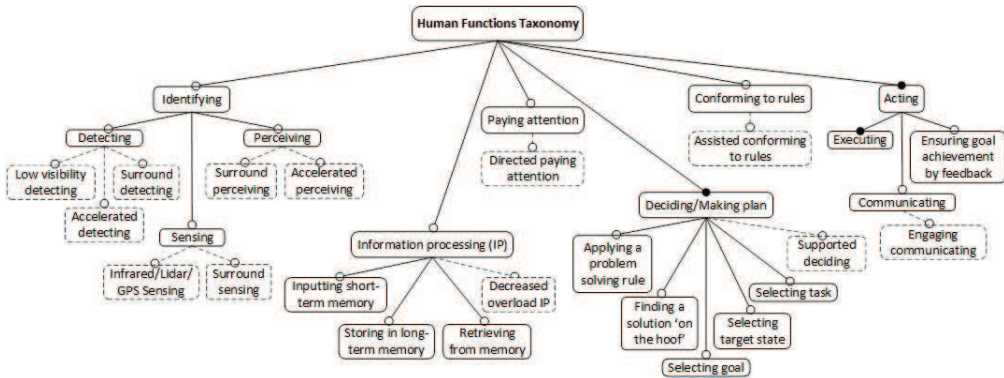 Human Functions Taxonomy
Identifying
Paying attention
Conforming to rules
Acting
Detecting
Perceiving
Directed paying
attention
Assisted conforming
to rules
Executing
Ensuring goal
achievement
by feedback
Low visibility
detecting
Surround
detecting
Surround
perceiving
Accelerated
perceiving
Accelerated
detecting
Deciding/Making plan
Communicating
Sensing
Information processing (IP)
Applying a
problem
solving rule
Supported
deciding
Engaging
communicating
Infrared/Lidar/
GPS Sensing
Surround
sensing
Inputting short-
term memory
Decreased
overload IP
Selecting task
Finding a
solution ‘on
the hoof’
Selecting
target state
Storing in long-
term memory
Retrieving
from memory
Selecting goal